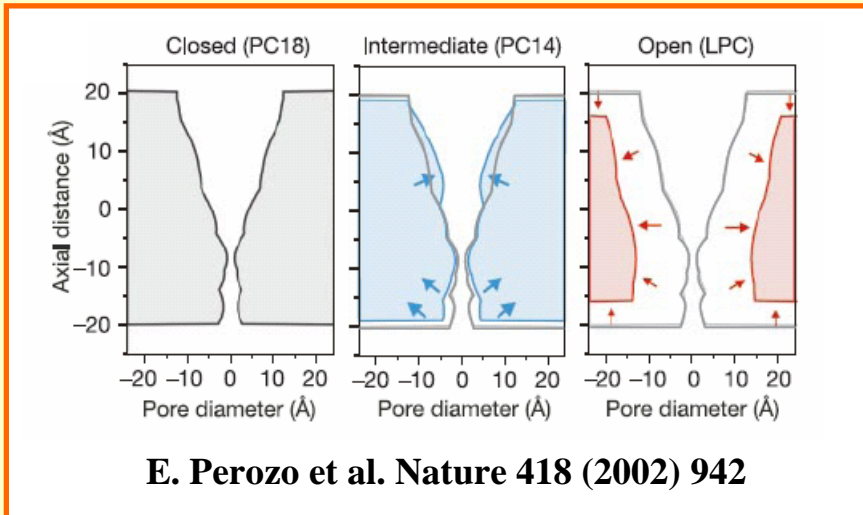 Closed (PC18)
Intermediate (PC14)
Open (LPC)
Axial distance (Å)
20
10
0
−10
−20
−20 −10 0 10 20
−20 −10 0 10 20
−20 −10 0 10 20
Pore diameter (Å)
Pore diameter (Å)
Pore diameter (Å)
E. Perozo et al. Nature 418 (2002) 942